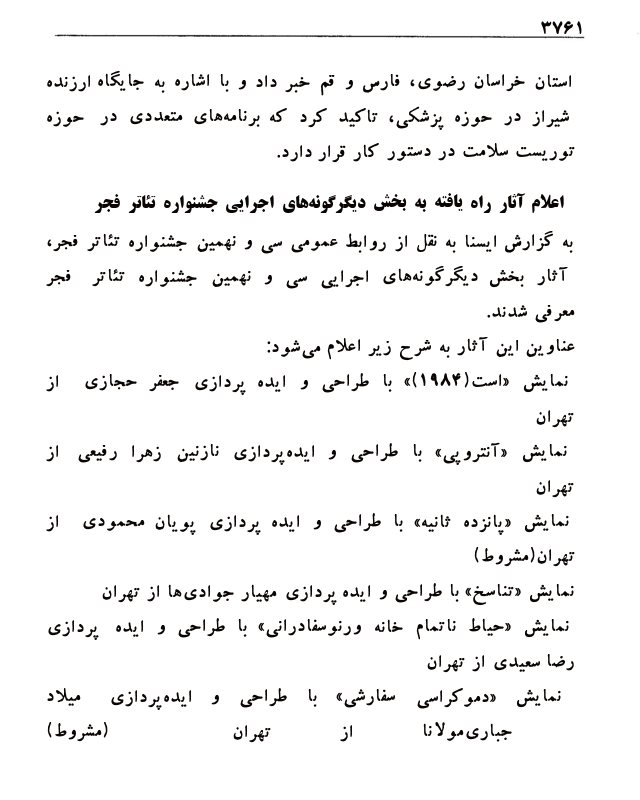 ۳۷۶۱
استان خراسان رضوی، فارس و قم خبر داد و با اشاره به جایگاه ارزنده
شیراز در حوزه پزشکی، تاکید کرد که برنامه‌های متعددی در حوزه
توریست سلامت در دستور کار قرار دارد.
اعلام آثار راه یافته به بخش دیگرگونه‌های اجرایی جشنواره تئاتر فجر
به گزارش ایسنا به نقل از روابط عمومی سی و نهمین جشنواره تئاتر فجر،
آثار بخش دیگرگونه‌های اجرایی سی و نهمین جشنواره تئاتر فجر
معرفی شدند.
عناوین این آثار به شرح زیر اعلام می‌شود:
نمایش «است(۱۹۸۴)» با طراحی و ایده پردازی جعفر حجازی از
تهران
نمایش «آنتروپی» با طراحی و ایده‌پردازی نازنین زهرا رفیعی از
تهران
نمایش «پانزده ثانیه» با طراحی و ایده پردازی پویان محمودی از
تهران(مشروط)
نمایش «تناسخ» با طراحی و ایده پردازی مهیار جوادی‌ها از تهران
نمایش «حیاط ناتمام خانه ورنوسفادرانی» با طراحی و ایده پردازی
رضا سعیدی از تهران
نمایش «دموکراسی سفارشی» با طراحی و ایده‌پردازی میلاد
جباری‌مولانا از تهران (مشروط)